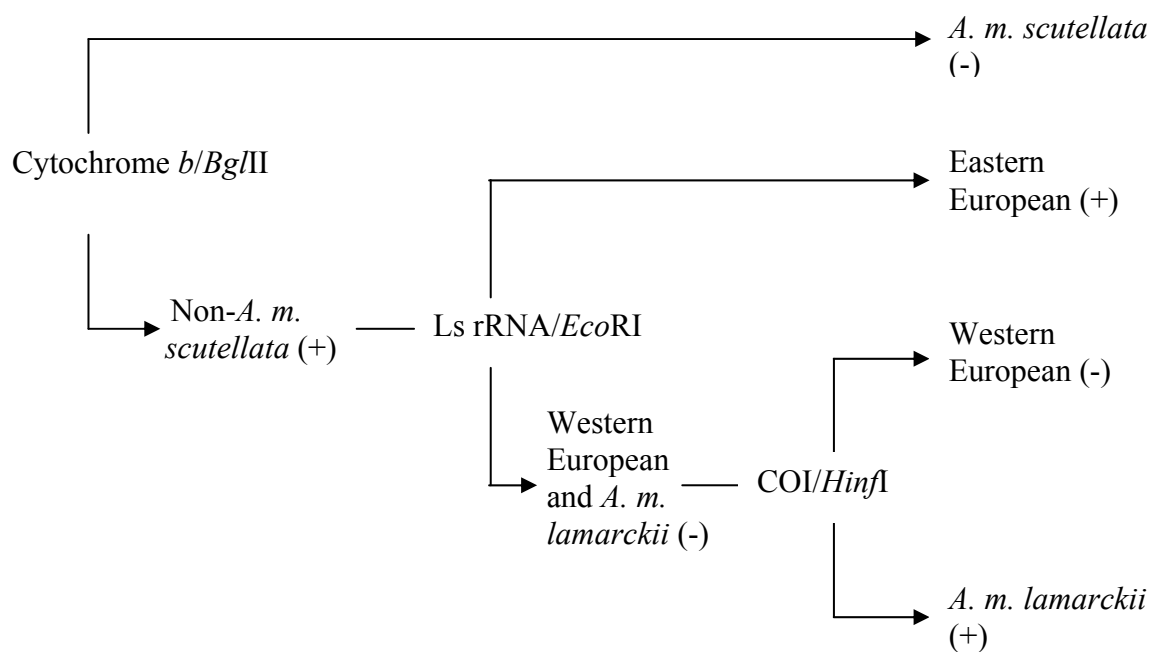 A. m. scutellata
(-)
Cytochrome b/BglII
Eastern
European (+)
Non-A. m.
scutellata (+)
Ls rRNA/EcoRI
Western
European (-)
Western
European
and A. m.
lamarckii (-)
COI/HinfI
A. m. lamarckii
(+)